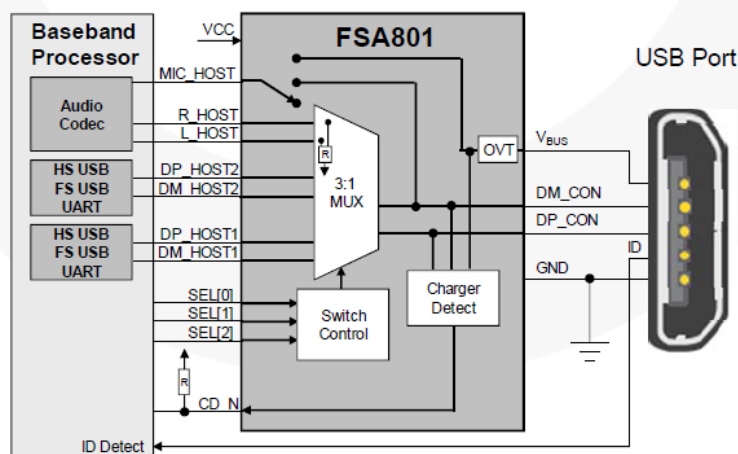 Baseband
Processor
Audio
Codec
HS USB
FS USB
UART
HS USB
FS USB
UART
ID Detect
VCC
MIC_HOST
R_HOST
L_HOST
DP_HOST2
DM_HOST2
DP_HOST1
DM_HOST1
SEL[0]
SEL[1]
SEL[2]
R
CD_N
FSA801
R
3:1
MUX
Switch
Control
OVT
Charger
Detect
VBUS
DM_CON
DP_CON
ID
GND
USB Port